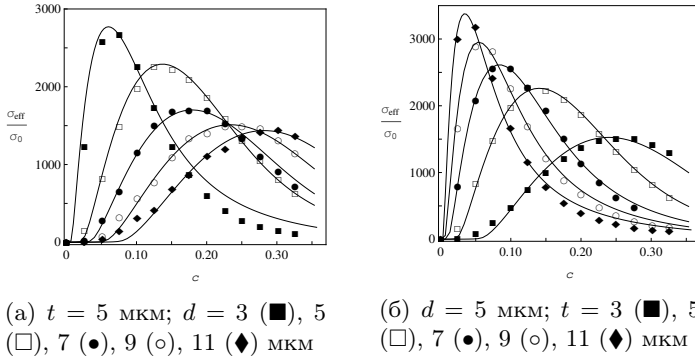 3000
2000
1000
0
σeff
σ0
0.0 0.10 0.20 0.30
c
3000
2000
1000
0
σeff
σ0
0.0 0.10 0.20 0.30
c
(а) t = 5 мкм; d = 3 (■), 5
(□), 7 (●), 9 (○), 11 (♦) мкм
(б) d = 5 мкм; t = 3 (■), 5
(□), 7 (●), 9 (○), 11 (♦) мкм